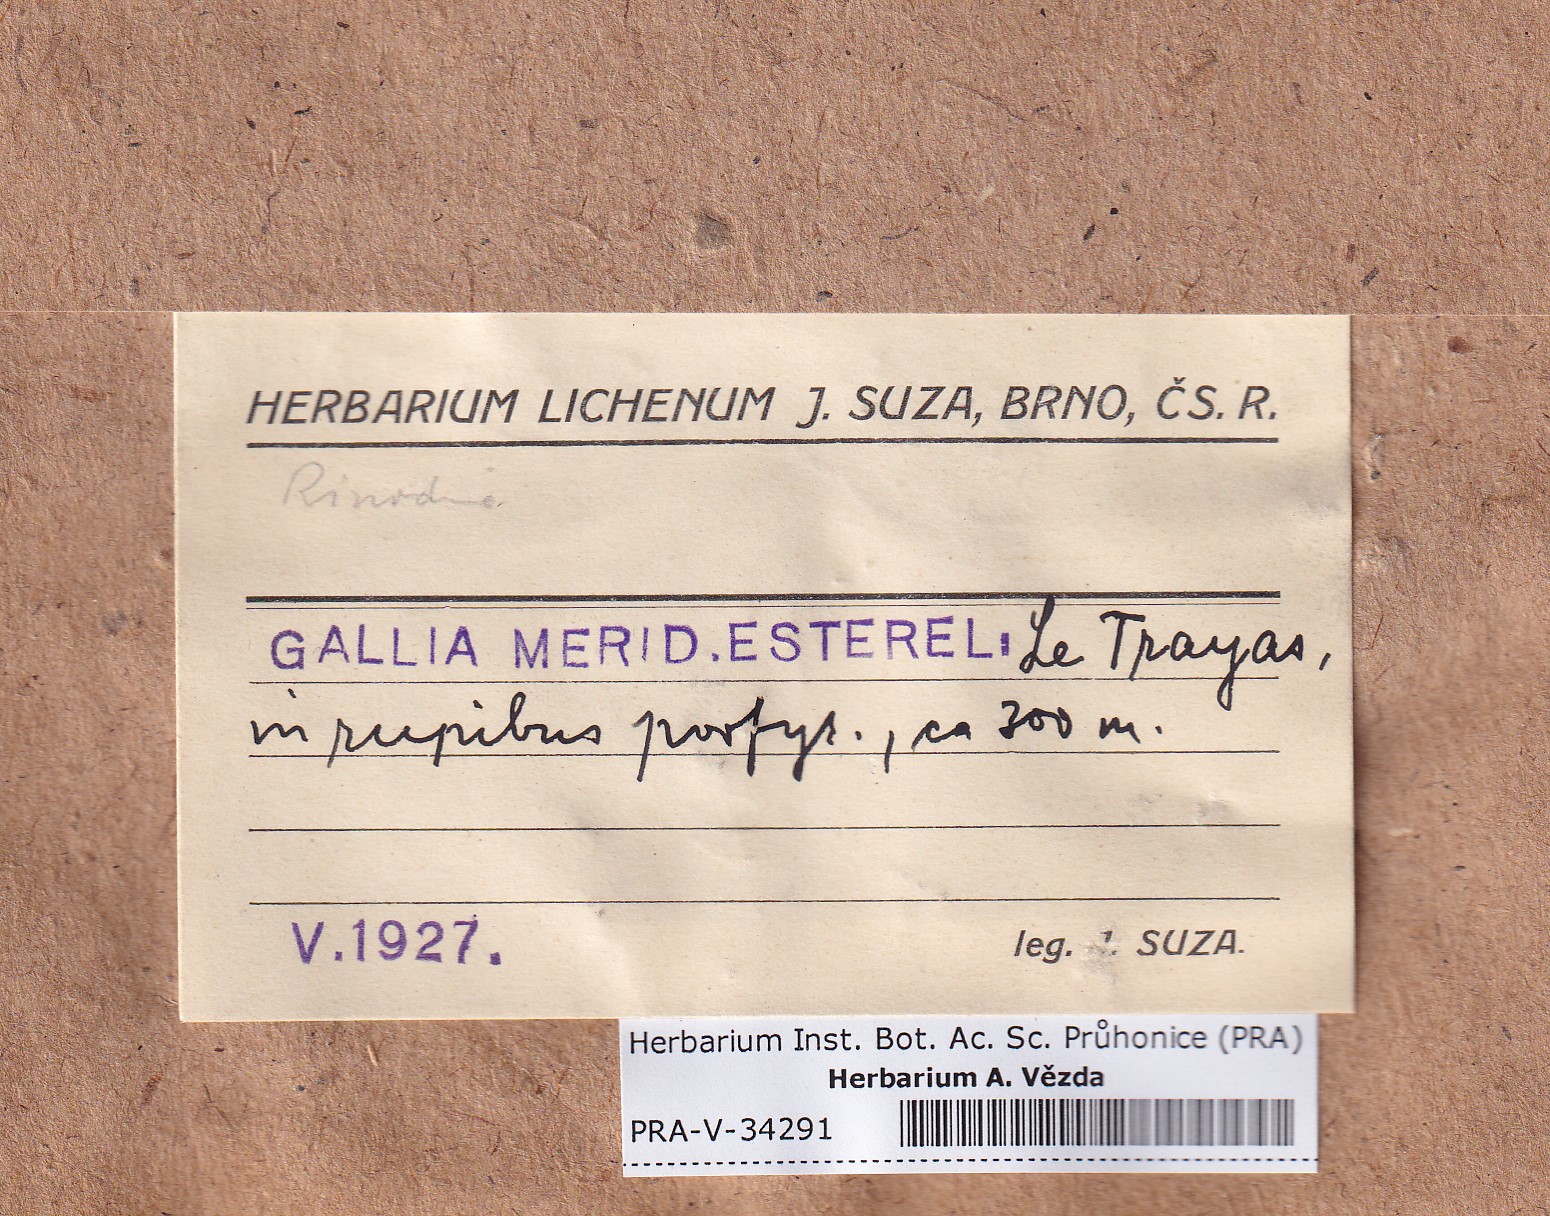 HERBARIUM LICHENUM J. SUZA, BRNO, ČS. R.
Rinodina
GALLIA MERID. ESTEREL: Le Trayas,
in rupibus porfyr., ca 300 m.
V. 1927.
leg. J. SUZA.
Herbarium Inst. Bot. Ac. Sc. Průhonice (PRA)
Herbarium A. Vězda
PRA-V-34291